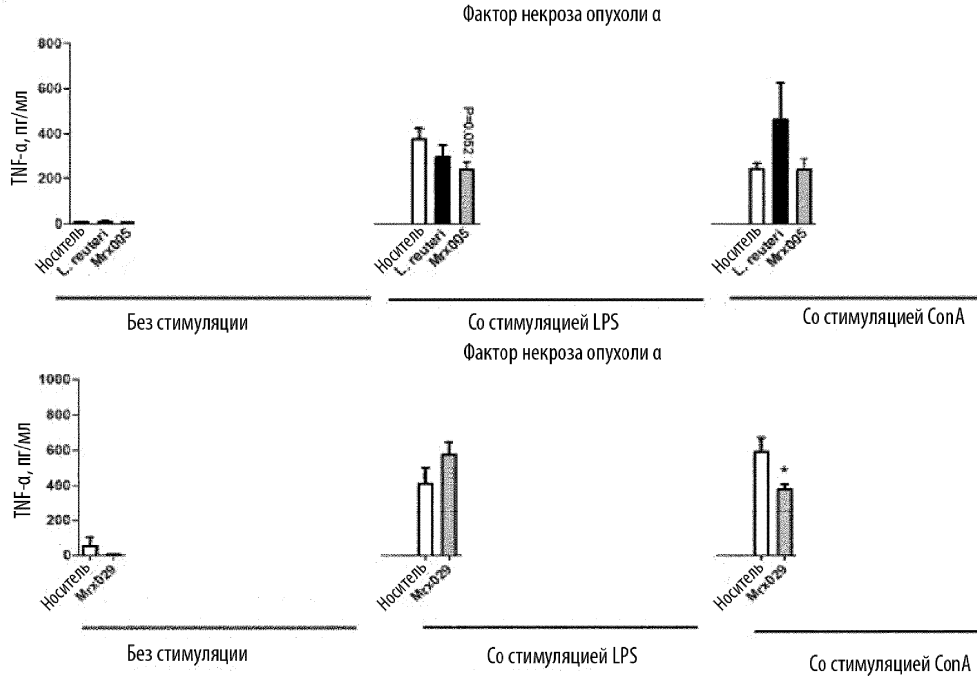 Фактор некроза опухоли α
TNF-α, пг/мл
800
600
400
200
0
P=0.052
Носитель
L. reuteri
Mrx005
Носитель
L. reuteri
Mrx005
Носитель
L. reuteri
Mrx005
Без стимуляции
Со стимуляцией LPS
Со стимуляцией ConA
Фактор некроза опухоли α
TNF-α, пг/мл
1000
800
600
400
200
0
*
Носитель
Mrx029
Носитель
Mrx029
Носитель
Mrx029
Без стимуляции
Со стимуляцией LPS
Со стимуляцией ConA